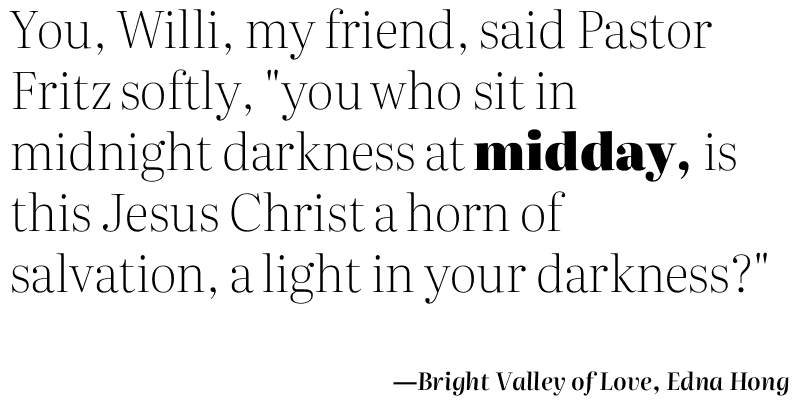 You, Willi, my friend, said Pastor
Fritz softly, "you who sit in
midnight darkness at midday, is
this Jesus Christ a horn of
salvation, a light in your darkness?"
—Bright Valley of Love, Edna Hong